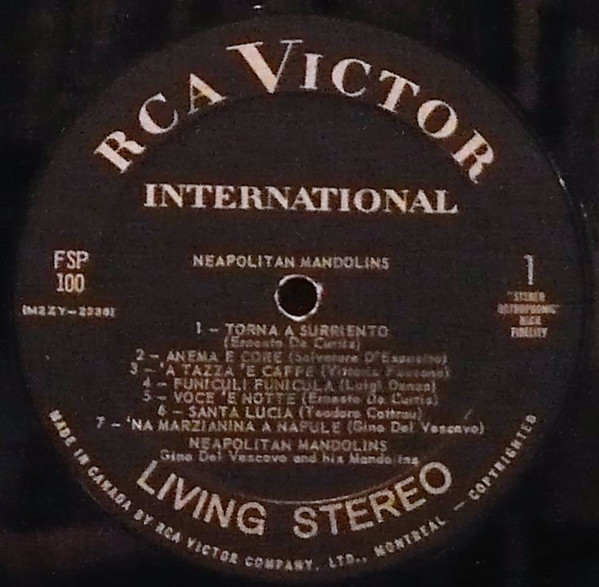 RCA VICTOR
INTERNATIONAL
FSP
100
(M2ZY-2236)
NEAPOLITAN MANDOLINS
1
"STEREO
ORTHOPHONIC"
HIGH
FIDELITY
1 – TORNA A SURRIENTO
(Ernesto De Curtis)
2 – ANEMA E CORE (Salvatore D'Esposito)
3 – 'A TAZZA 'E CAFFE (Vittorio Fassone)
4 – FUNICULI FUNICULA (Luigi Denza)
5 – VOCE 'E NOTTE (Ernesto De Curtis)
6 – SANTA LUCIA (Teodoro Cottrau)
7 – 'NA MARZIANINA A NAPULE (Gino Del Vescovo)
NEAPOLITAN MANDOLINS
Gino Del Vescovo and his Mandolins
LIVING STEREO
MADE IN CANADA BY RCA VICTOR COMPANY, LTD., MONTREAL – COPYRIGHTED